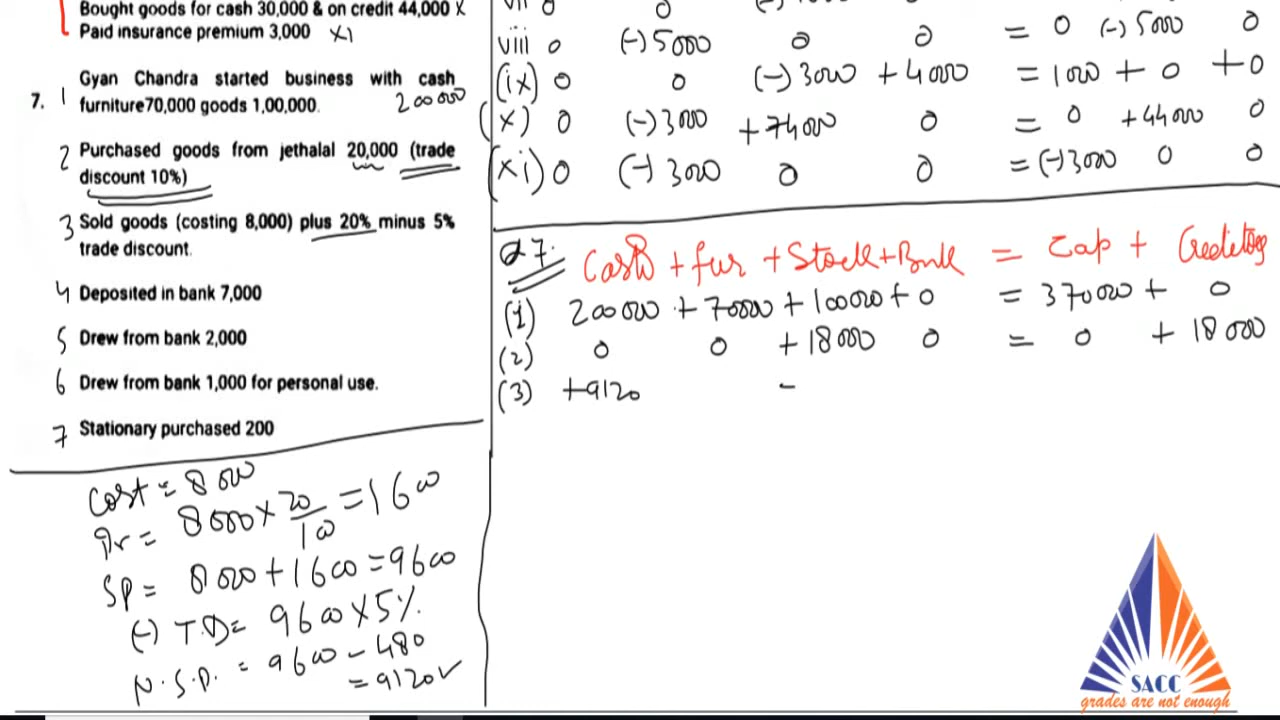 Bought goods for cash 30,000 & on credit 44,000 x
Paid insurance premium 3,000 xi
7. 1 Gyan Chandra started business with cash
furniture70,000 goods 1,00,000. 200000
2 Purchased goods from jethalal 20,000 (trade
discount 10%)
3 Sold goods (costing 8,000) plus 20% minus 5%
trade discount.
4 Deposited in bank 7,000
5 Drew from bank 2,000
6 Drew from bank 1,000 for personal use.
7 Stationary purchased 200
Cost = 8000
Pr = 8000 × 20/100 = 1600
Sp = 8000 + 1600 = 9600
(-) T.D = 9600 × 5%
N.S.P. = 9600 - 480
= 9120 ✓
viii 0 (-) 5000 0 0 = 0 (-) 5000 0
(ix) 0 0 (-) 3000 + 4000 = 1000 + 0 + 0
(x) 0 (-) 3000 + 74000 0 = 0 + 44000 0
(xi) 0 (-) 3000 0 0 = (-) 3000 0 0
Q 7. Cash + fur + Stock + Bank = Cap + Creditors
(1) 200000 + 70000 + 100000 + 0 = 370000 + 0
(2) 0 0 + 18000 0 = 0 + 18000
(3) +9120 -
SACC
grades are not enough